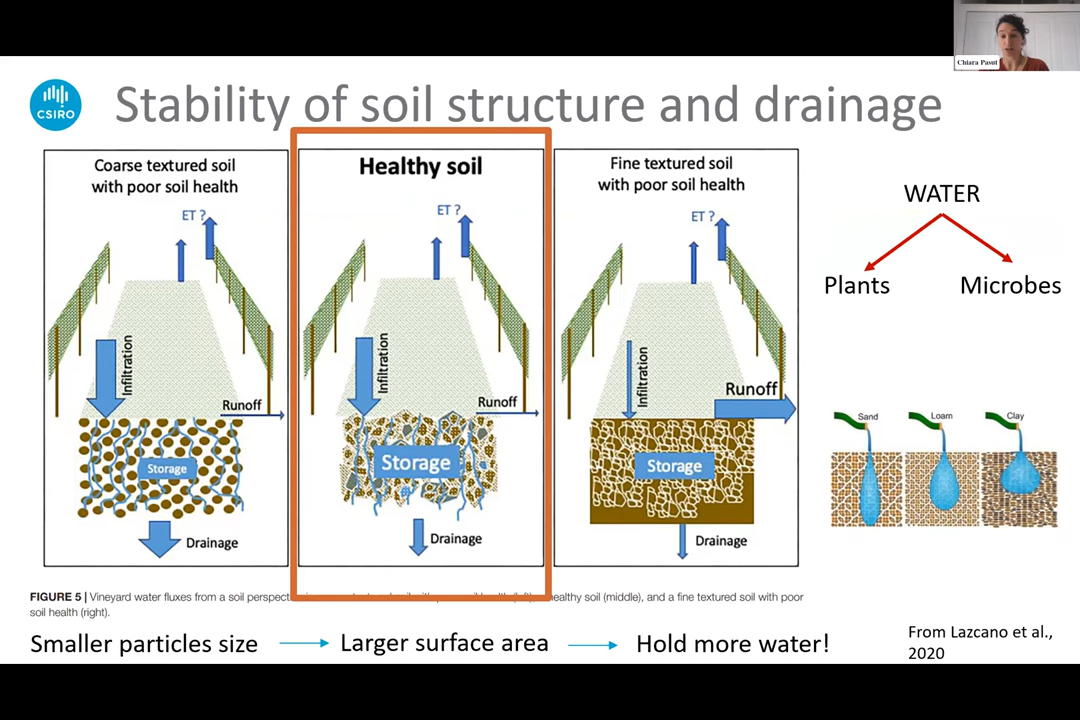 Chiara Pasut
CSIRO
Stability of soil structure and drainage
Coarse textured soil
with poor soil health
ET ?
Infiltration
Runoff
Storage
Drainage
Healthy soil
ET ?
Infiltration
Runoff
Storage
Drainage
Fine textured soil
with poor soil health
ET ?
Infiltration
Runoff
Storage
Drainage
WATER
Plants
Microbes
Sand
Loam
Clay
FIGURE 5 | Vineyard water fluxes from a soil perspect healthy soil (middle), and a fine textured soil with poor
soil health (right).
Smaller particles size
Larger surface area
Hold more water!
From Lazcano et al.,
2020